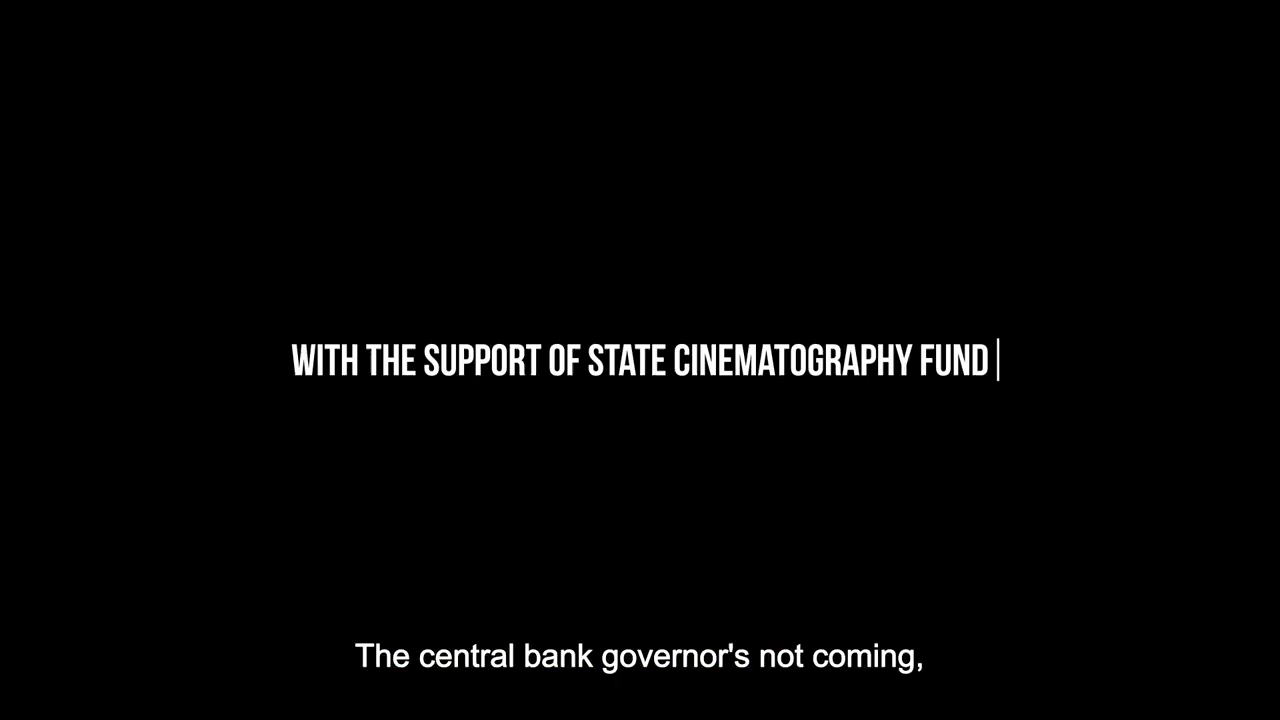 WITH THE SUPPORT OF STATE CINEMATOGRAPHY FUND
The central bank governor's not coming,